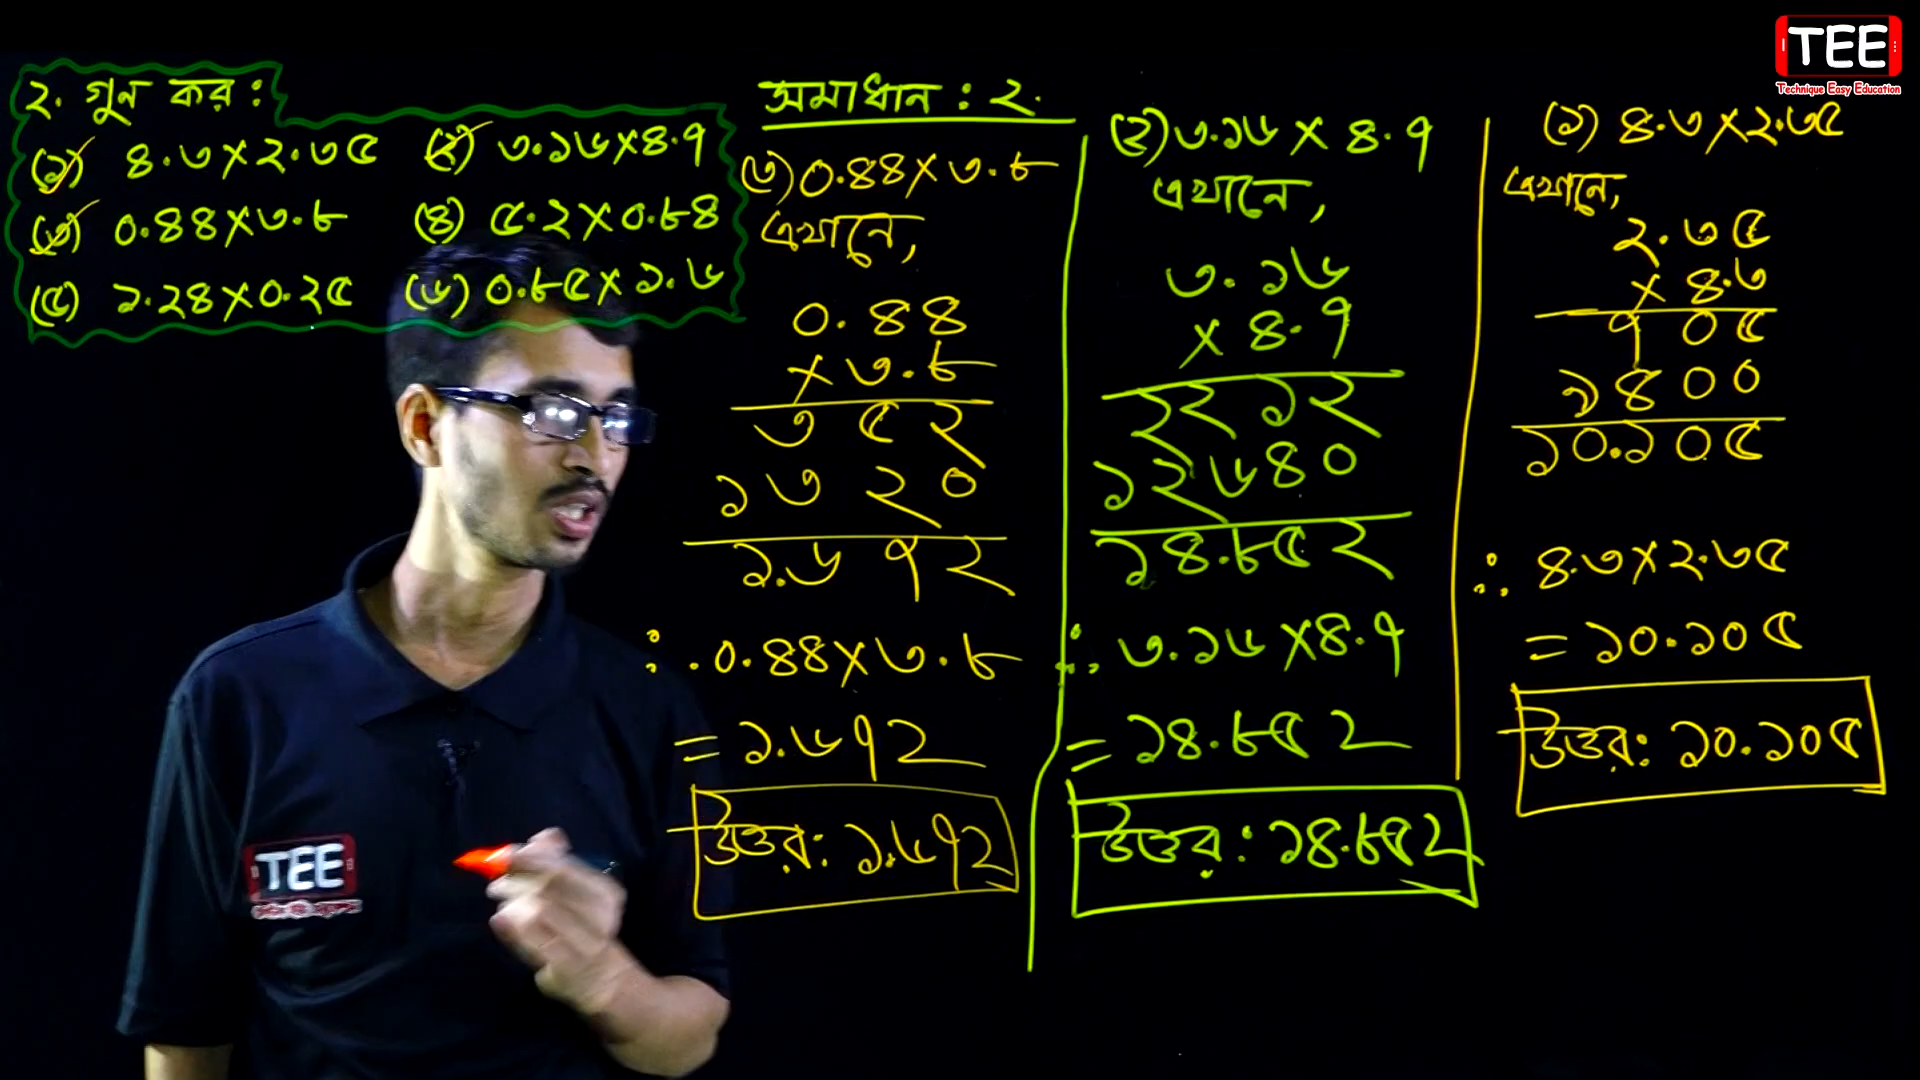 TEE
Technique Easy Education
২. গুন কর:
(১) ৪.৩×২.৩৫ (২) ৩.১৬×৪.৭
(৩) ০.৪৪×৩.৮ (৪) ৫.২×০.৮৪
(৫) ১.২৪×০.২৫ (৬) ০.৮৫×১.৬
সমাধান : ২.
(৩) ০.৪৪×৩.৮
এখানে,
০.৪৪
×৩.৮
৩৫২
১৩২০
১.৬৭২
∴ ০.৪৪×৩.৮
= ১.৬৭২
উত্তর: ১.৬৭২
(২) ৩.১৬×৪.৭
এখানে,
৩.১৬
×৪.৭
২২১২
১২৬৪০
১৪.৮৫২
∴ ৩.১৬×৪.৭
= ১৪.৮৫২
উত্তর: ১৪.৮৫২
(১) ৪.৩×২.৩৫
এখানে,
২.৩৫
×৪.৩
৭০৫
৯৪০০
১০.১০৫
∴ ৪.৩×২.৩৫
= ১০.১০৫
উত্তর: ১০.১০৫
TEE